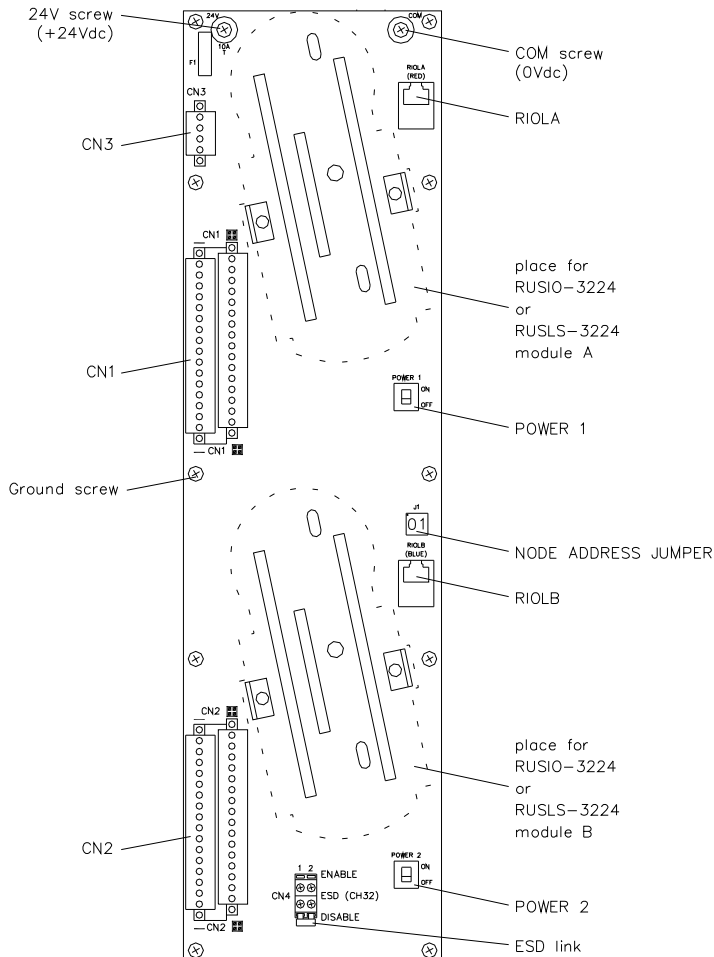 24V screw
(+24Vdc)
24V
10A
T
F1
COM
COM screw
(0Vdc)
RIOLA
(RED)
RIOLA
CN3
CN3
CN1
CN1
CN1
place for
RUSIO-3224
or
RUSLS-3224
module A
POWER 1
ON
OFF
POWER 1
Ground screw
J1
01
NODE ADDRESS JUMPER
RIOLB
(BLUE)
RIOLB
CN2
CN2
CN2
place for
RUSIO-3224
or
RUSLS-3224
module B
POWER 2
ON
OFF
POWER 2
1 2
ENABLE
CN4
ESD (CH32)
DISABLE
ESD link